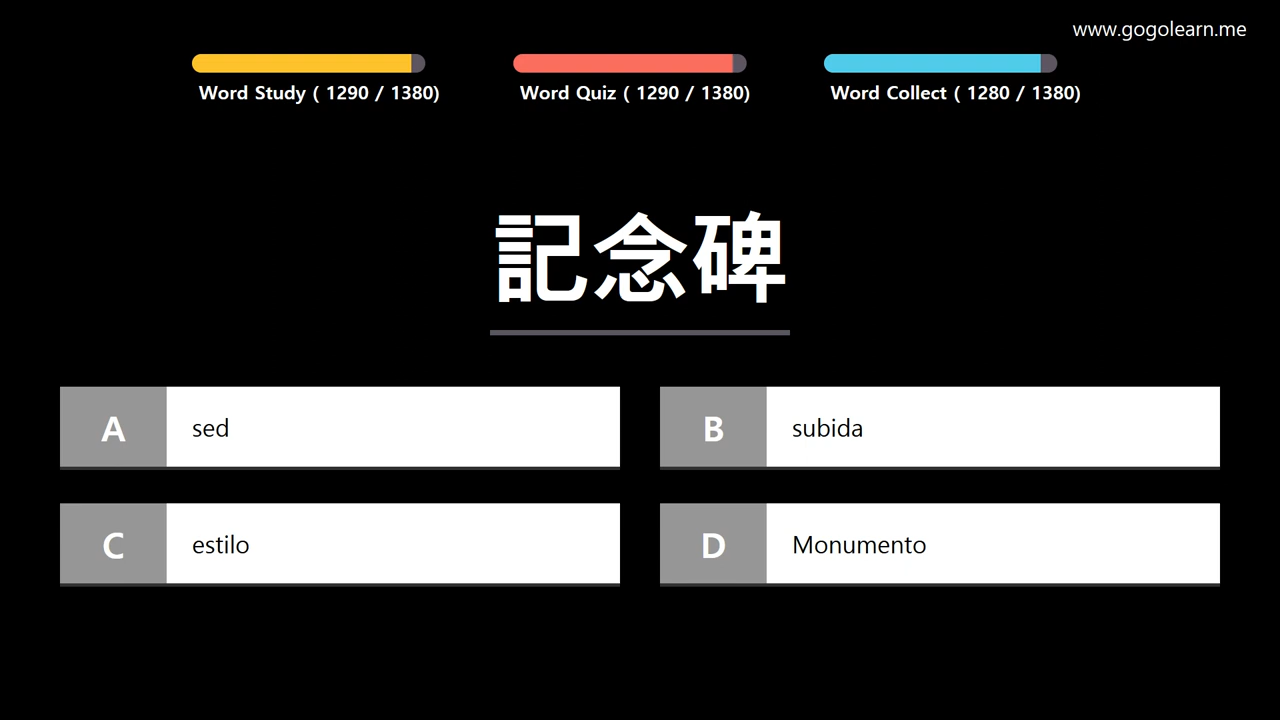 www.gogolearn.me
Word Study ( 1290 / 1380)
Word Quiz ( 1290 / 1380)
Word Collect ( 1280 / 1380)
記念碑
A sed
B subida
C estilo
D Monumento